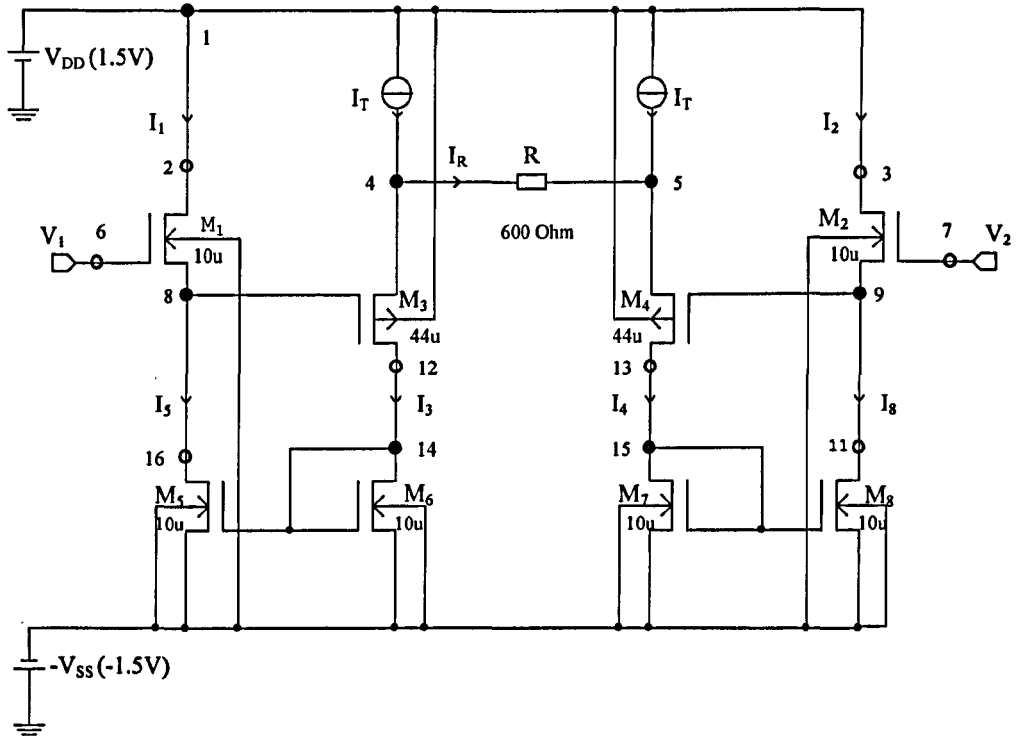 1
V_DD (1.5V)
I_T
I_T
I_1
I_2
2
4
I_R
R
5
3
V_1
6
M_1
10u
600 Ohm
M_2
10u
7
V_2
8
M_3
44u
M_4
44u
9
12
13
I_5
I_3
I_4
I_8
16
14
15
11
M_5
10u
M_6
10u
M_7
10u
M_8
10u
-V_SS (-1.5V)